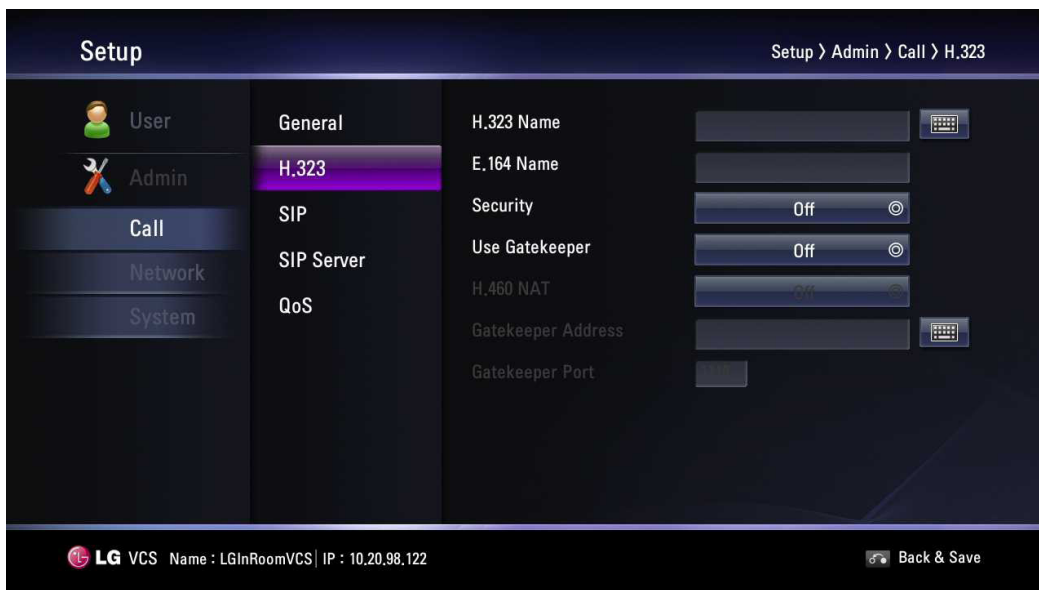 Setup
Setup > Admin > Call > H.323
User
Admin
Call
Network
System
General
H.323
SIP
SIP Server
QoS
H.323 Name
E.164 Name
Security Off
Use Gatekeeper Off
H.460 NAT Off
Gatekeeper Address
Gatekeeper Port
LG VCS Name : LGInRoomVCS| IP : 10.20.98.122
Back & Save